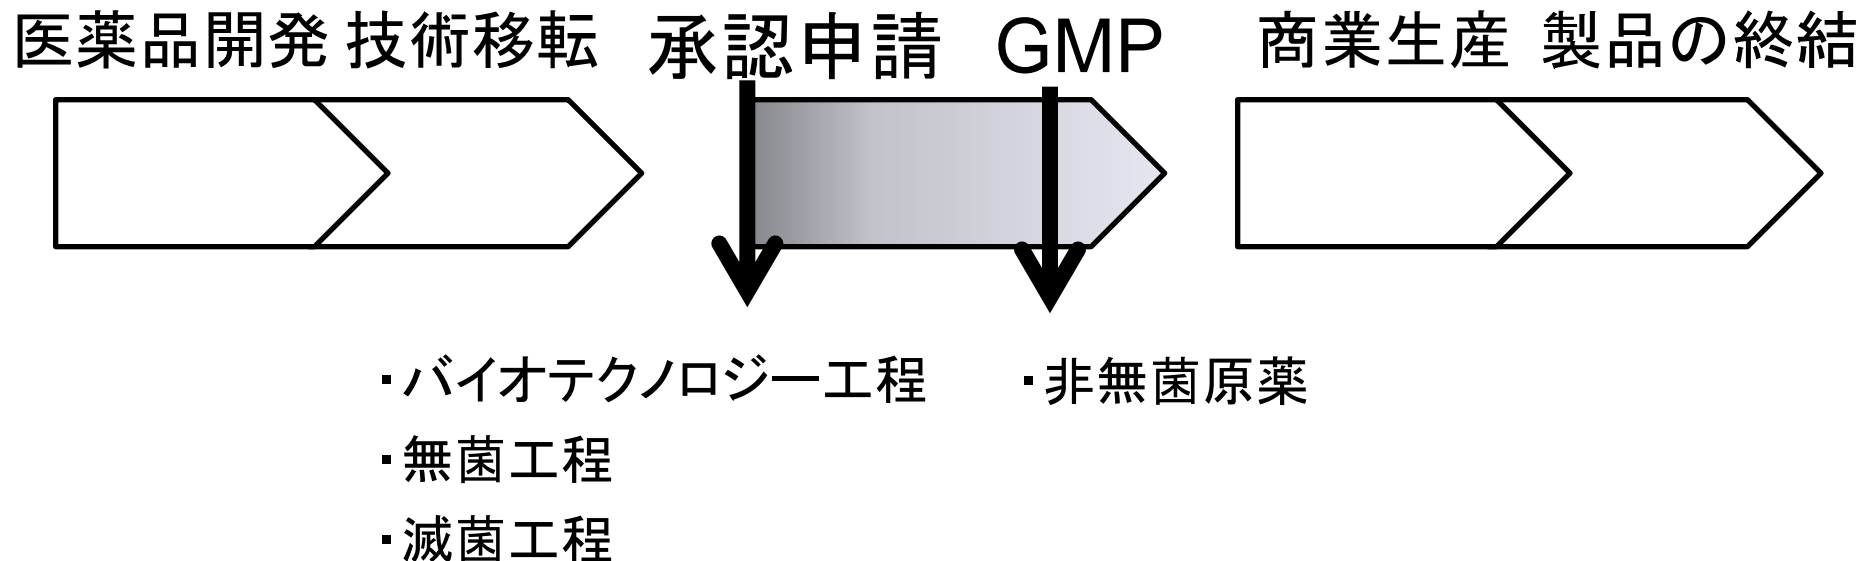 医薬品開発 技術移転 承認申請 GMP 商業生産 製品の終結
・バイオテクノロジー工程 ・非無菌原薬
・無菌工程
・滅菌工程